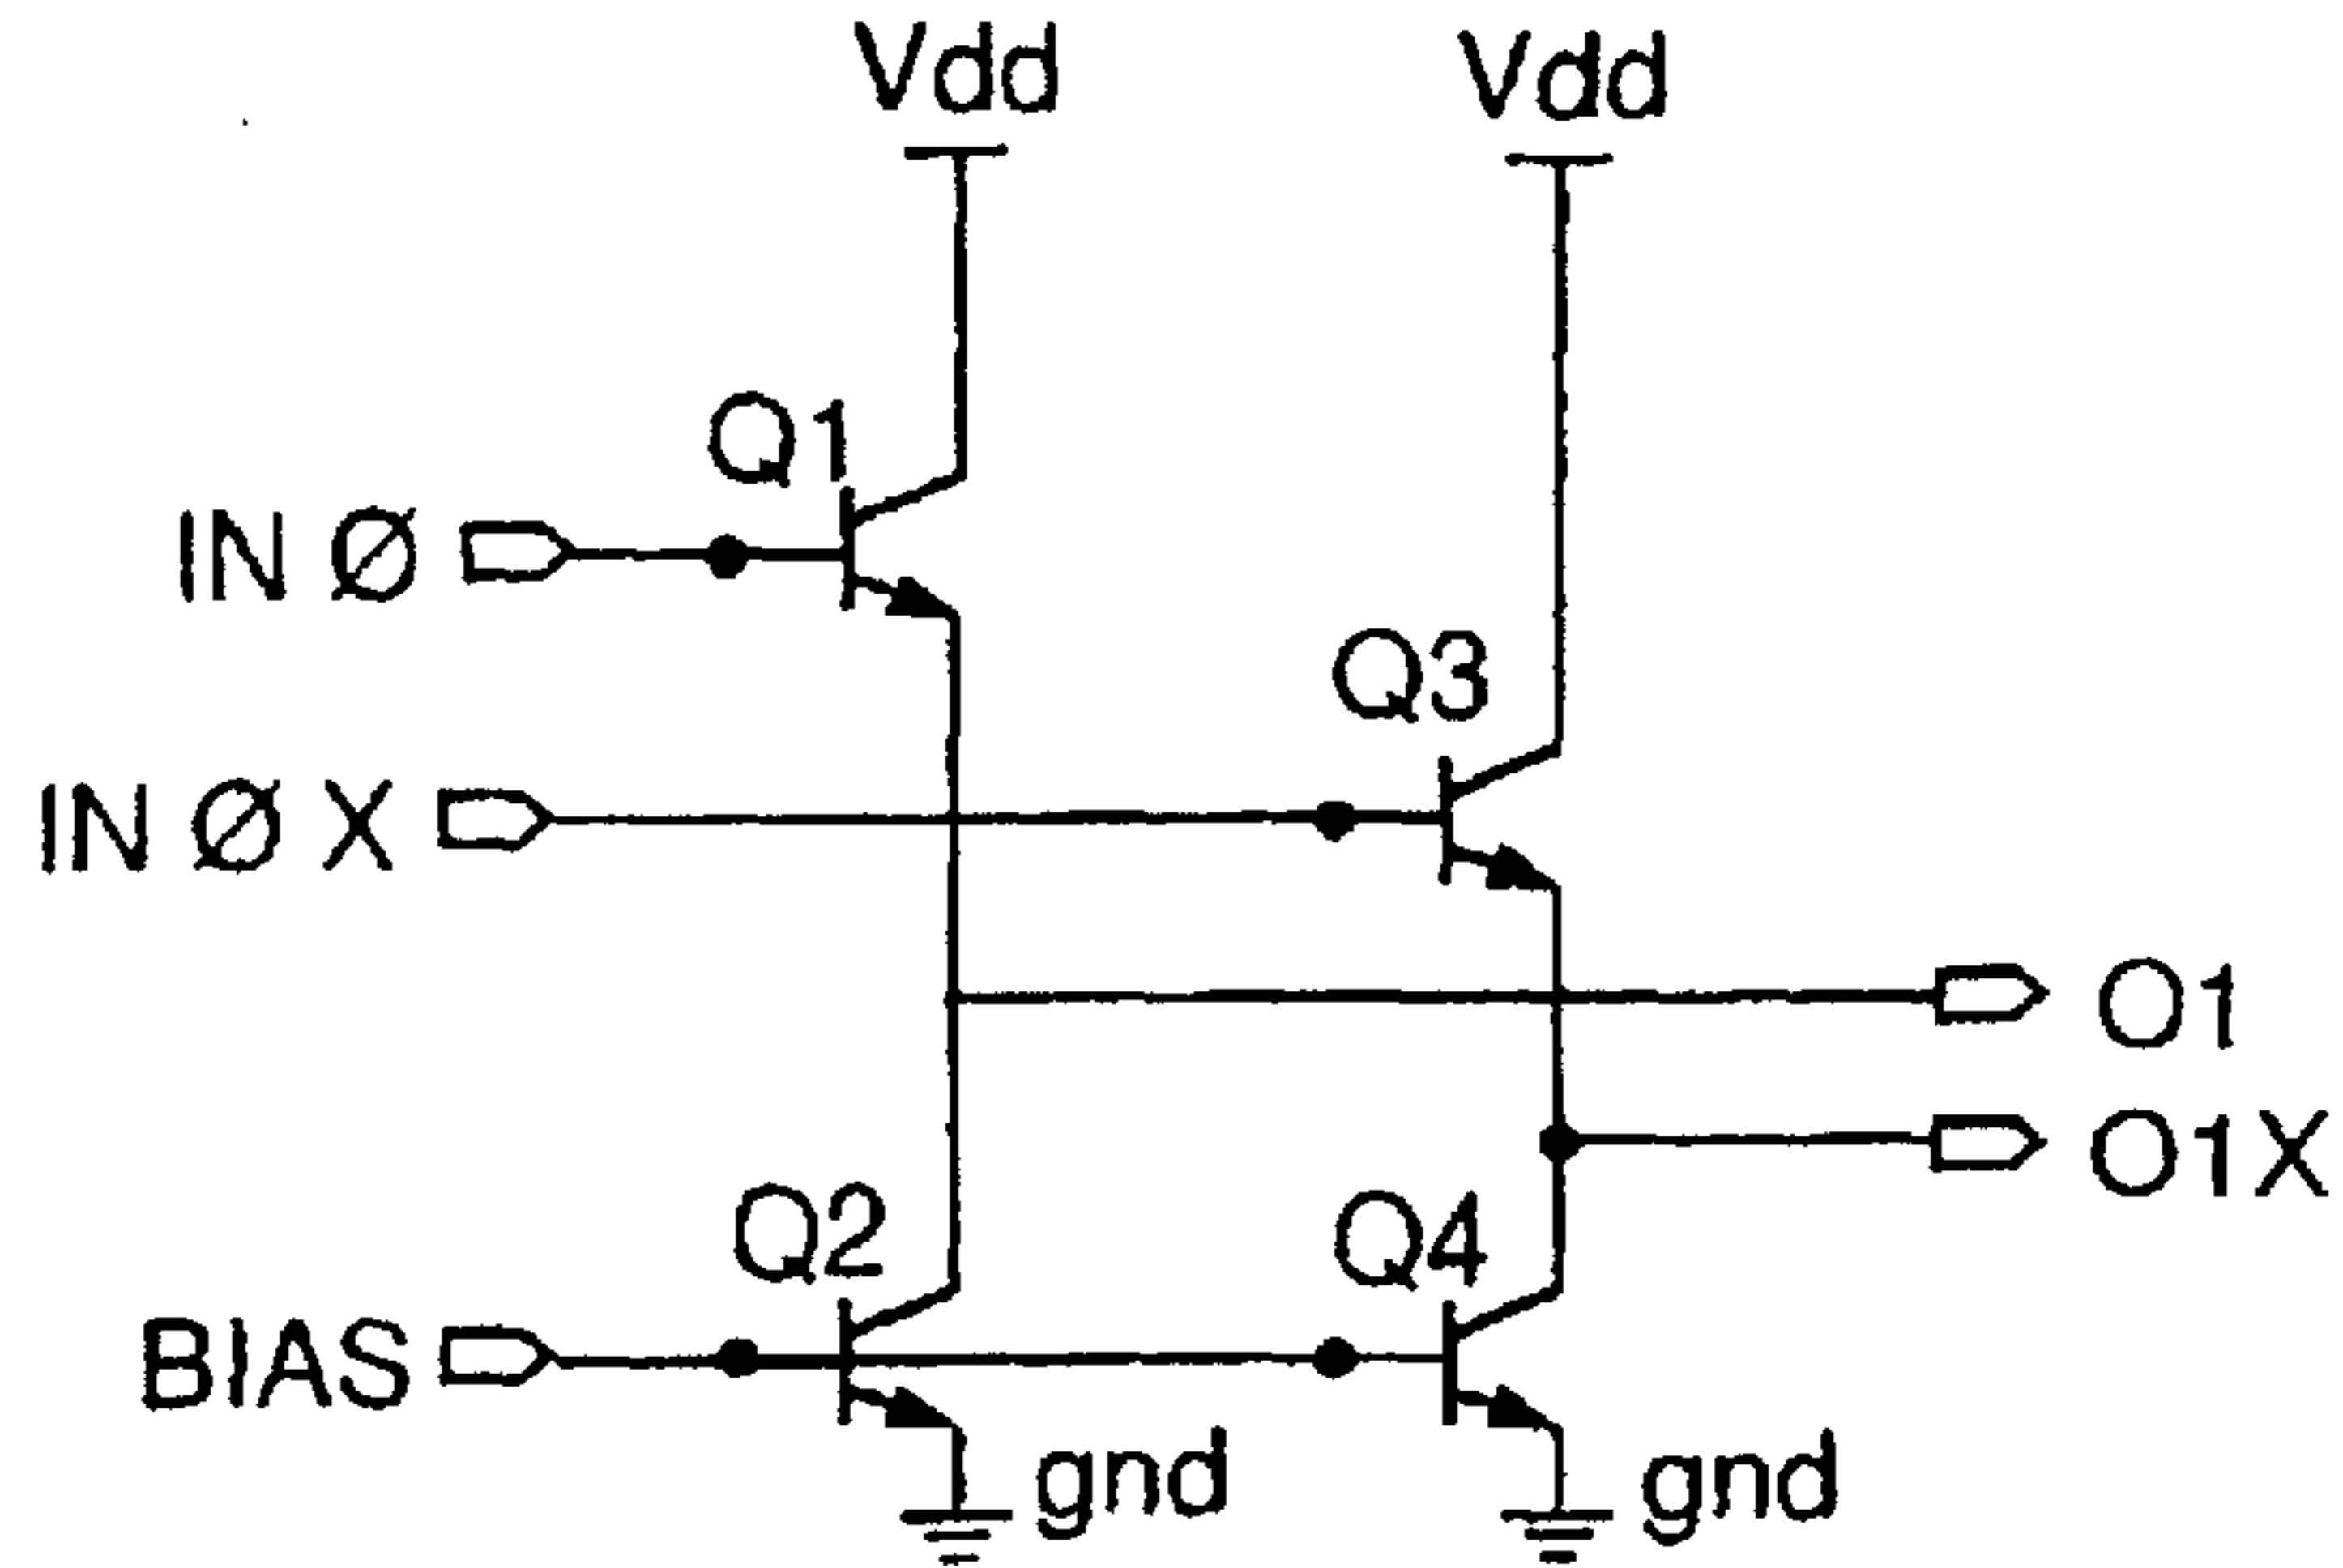 Vdd
Vdd
Q1
IN Ø
Q3
IN Ø X
O1
O1X
Q2
Q4
BIAS
gnd
gnd